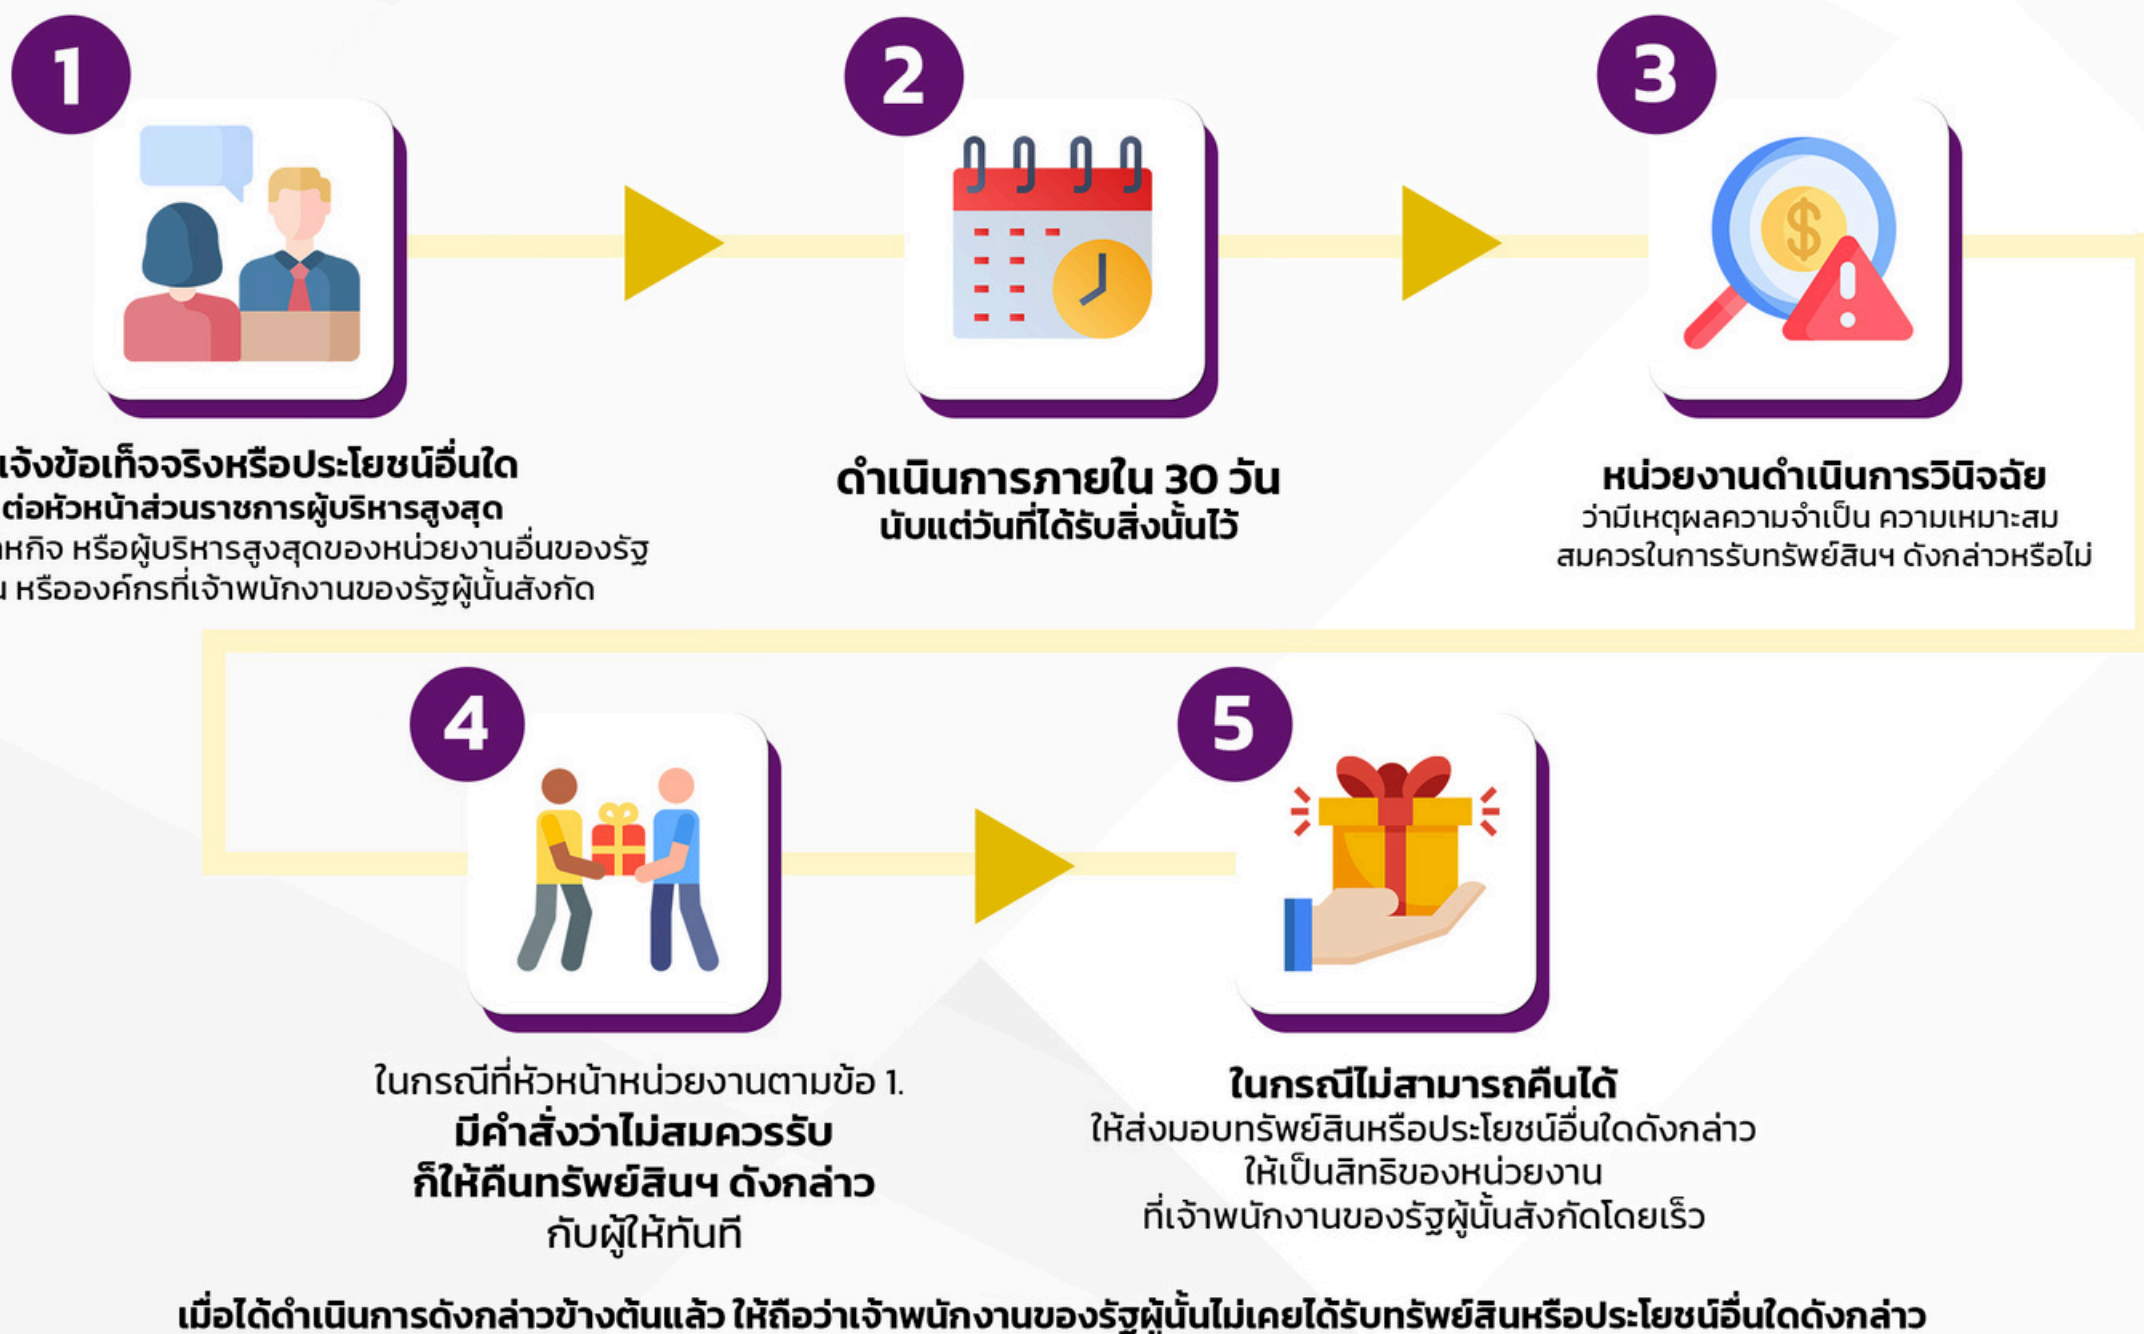 1
แจ้งข้อเท็จจริงหรือประโยชน์อื่นใด
ต่อหัวหน้าส่วนราชการผู้บริหารสูงสุด
หกิจ หรือผู้บริหารสูงสุดของหน่วยงานอื่นของรัฐ
หรือองค์กรที่เจ้าพนักงานของรัฐผู้นั้นสังกัด
2
ดำเนินการภายใน 30 วัน
นับแต่วันที่ได้รับสิ่งนั้นไว้
3
หน่วยงานดำเนินการวินิจฉัย
ว่ามีเหตุผลความจำเป็น ความเหมาะสม
สมควรในการรับทรัพย์สินฯ ดังกล่าวหรือไม่
4
ในกรณีที่หัวหน้าหน่วยงานตามข้อ 1.
มีคำสั่งว่าไม่สมควรรับ
ก็ให้คืนทรัพย์สินฯ ดังกล่าว
กับผู้ให้ทันที
5
ในกรณีไม่สามารถคืนได้
ให้ส่งมอบทรัพย์สินหรือประโยชน์อื่นใดดังกล่าว
ให้เป็นสิทธิของหน่วยงาน
ที่เจ้าพนักงานของรัฐผู้นั้นสังกัดโดยเร็ว
เมื่อได้ดำเนินการดังกล่าวข้างต้นแล้ว ให้ถือว่าเจ้าพนักงานของรัฐผู้นั้นไม่เคยได้รับทรัพย์สินหรือประโยชน์อื่นใดดังกล่าว